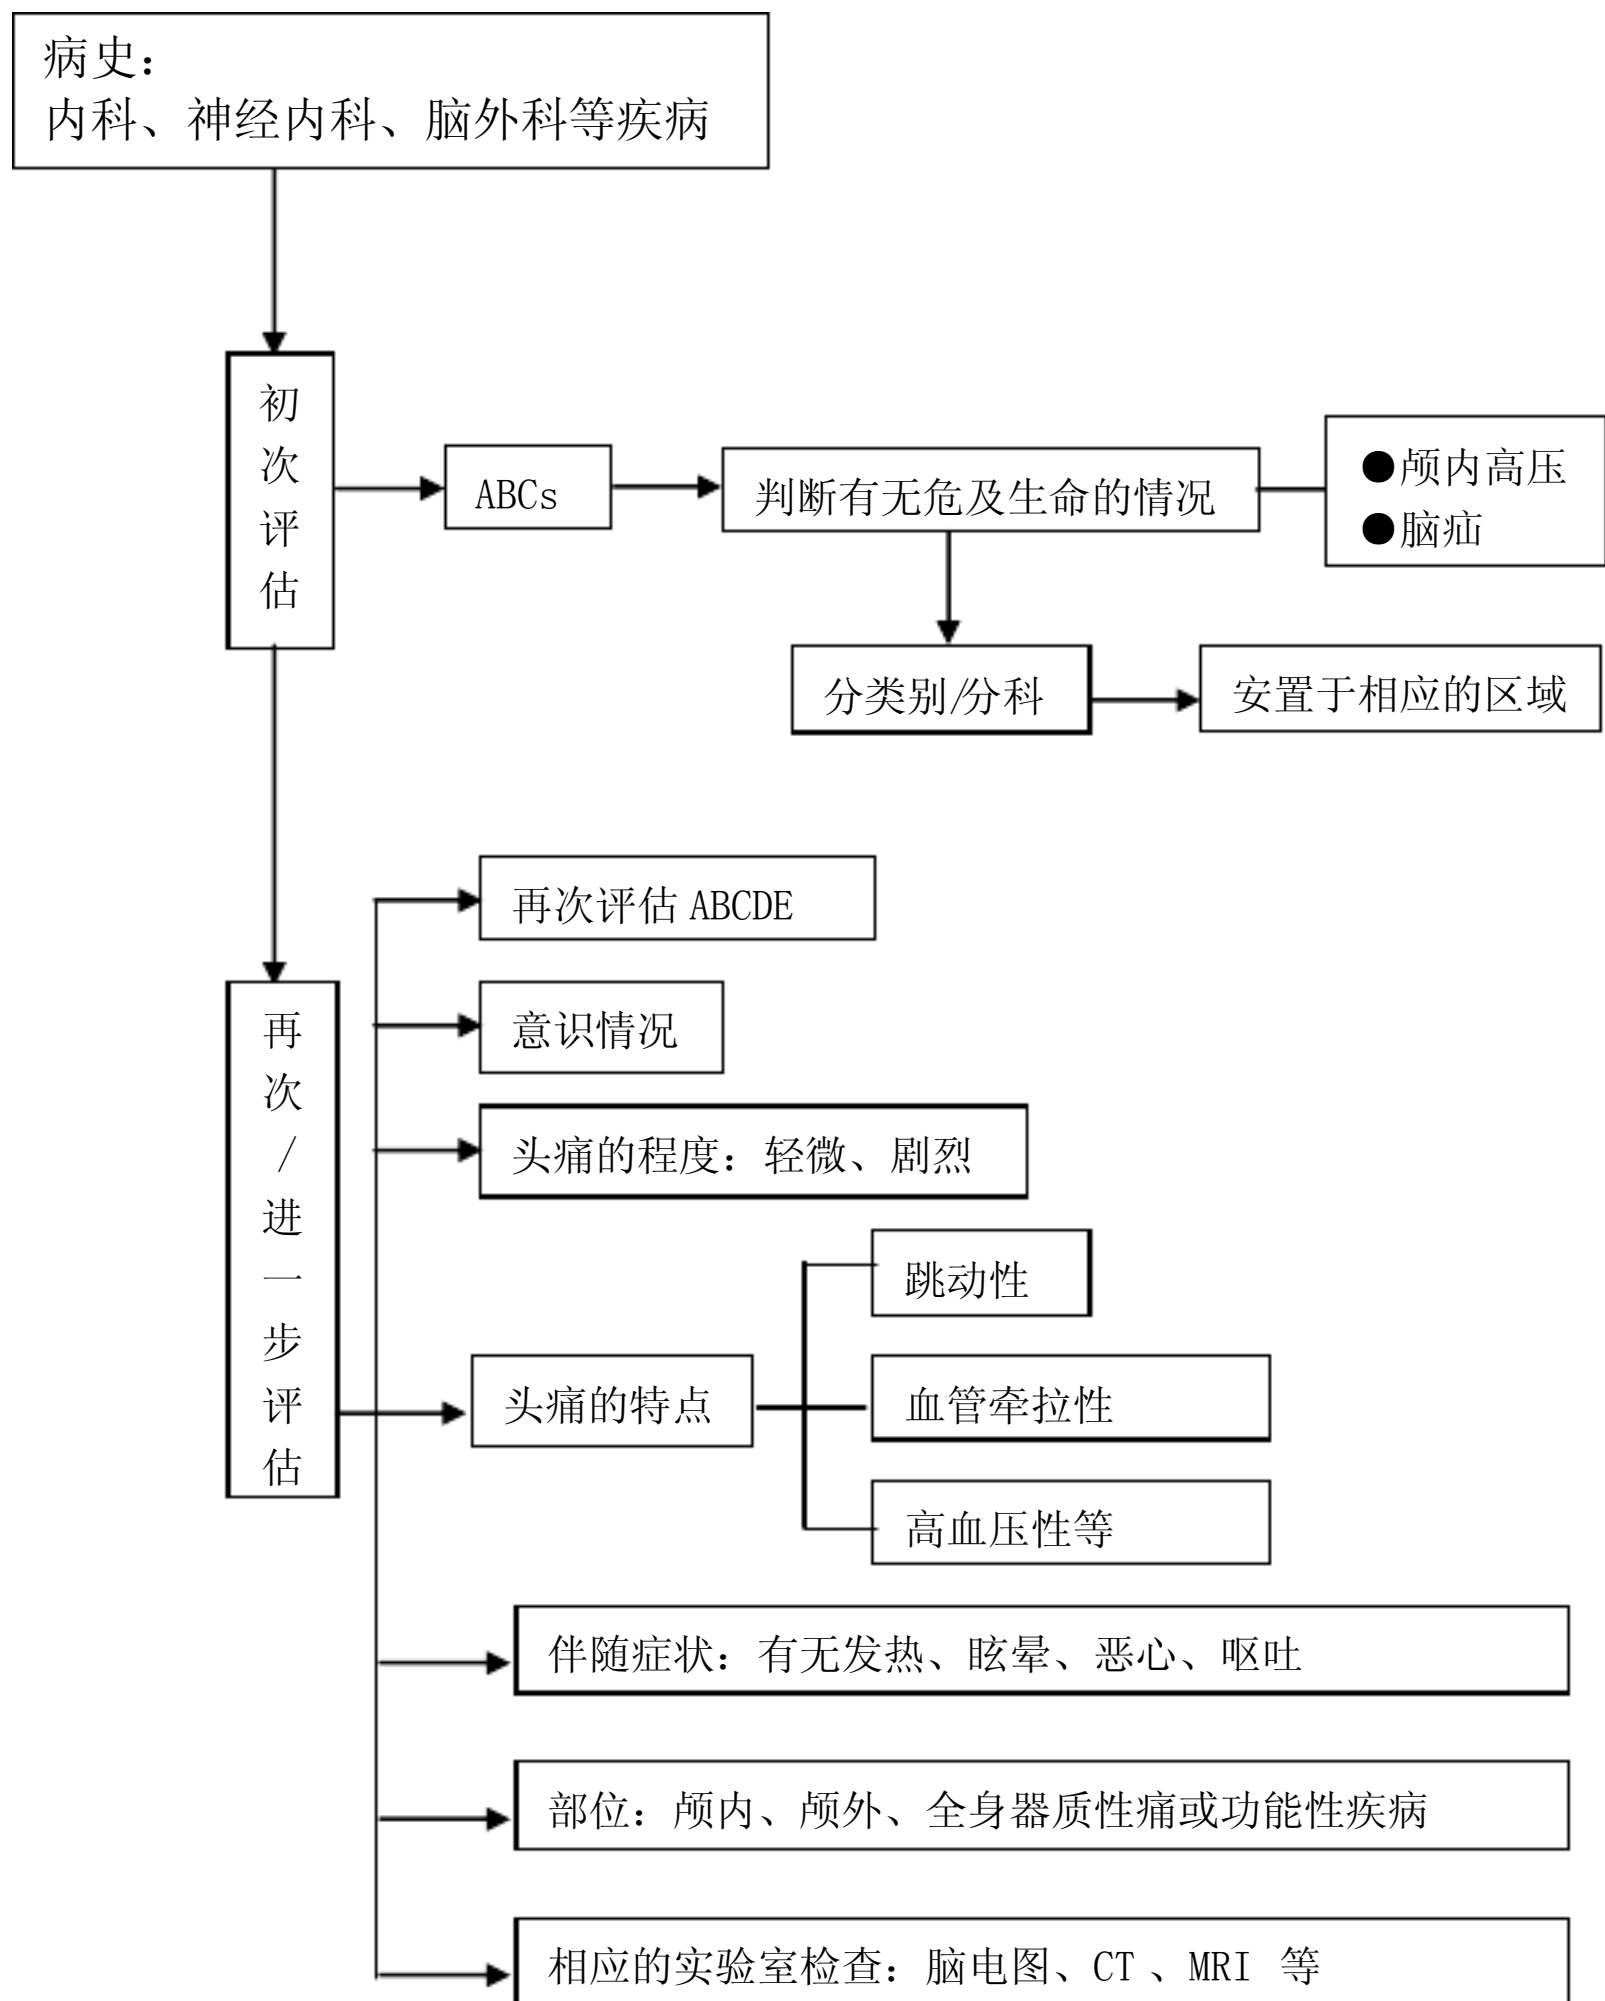 病史：
内科、神经内科、脑外科等疾病
初次评估
ABCs
判断有无危及生命的情况
●颅内高压
●脑疝
分类别/分科
安置于相应的区域
再次/进一步评估
再次评估 ABCDE
意识情况
头痛的程度：轻微、剧烈
头痛的特点
跳动性
血管牵拉性
高血压性等
伴随症状：有无发热、眩晕、恶心、呕吐
部位：颅内、颅外、全身器质性痛或功能性疾病
相应的实验室检查：脑电图、CT 、MRI 等